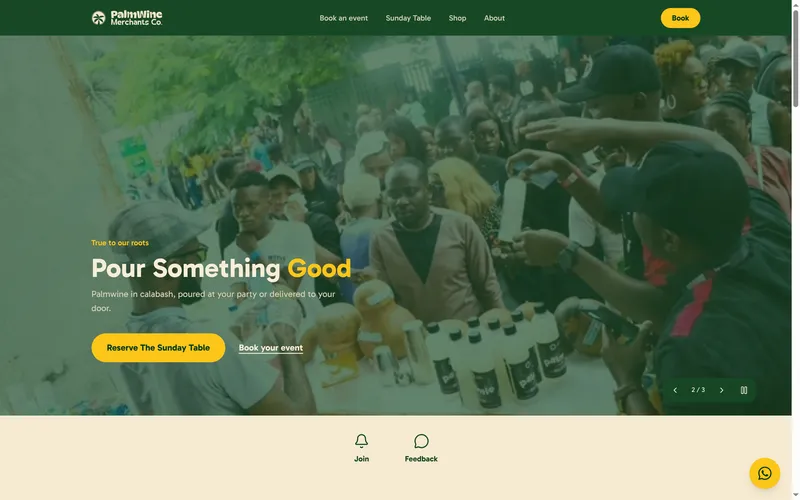 PalmWine
Merchants Co.
Book an event
Sunday Table
Shop
About
Book
True to our roots
Pour Something Good
Palmwine in calabash, poured at your party or delivered to your
door.
Reserve The Sunday Table
Book your event
2 / 3
Join
Feedback